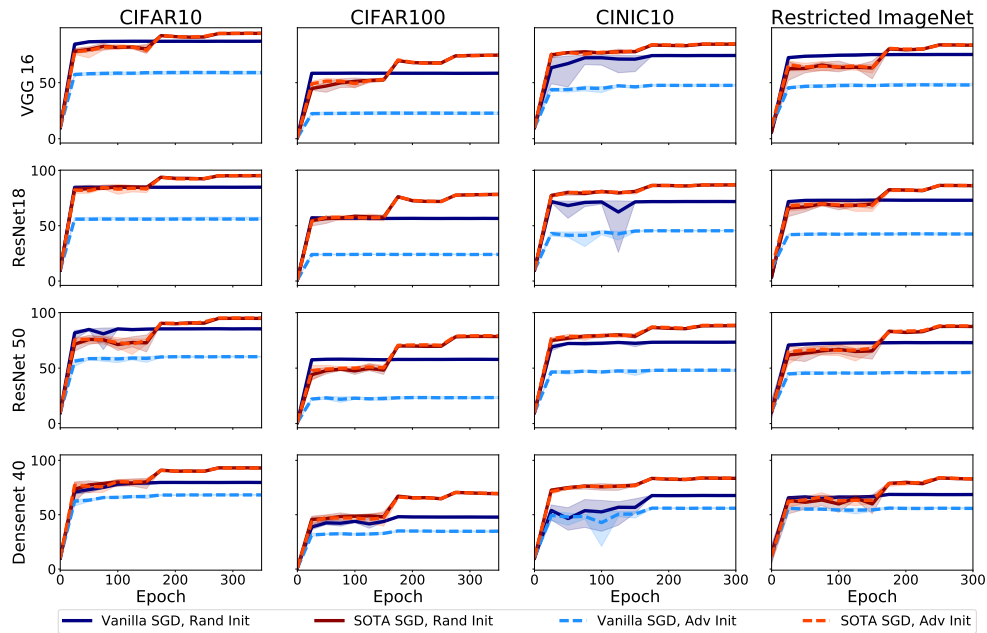 CIFAR10 CIFAR100 CINIC10 Restricted ImageNet
VGG 16
50
0
ResNet18
100
50
0
ResNet 50
100
50
0
Densenet 40
100
50
0
0 100 200 300 0 100 200 300 0 100 200 300 0 100 200 300
Epoch Epoch Epoch Epoch
Vanilla SGD, Rand Init SOTA SGD, Rand Init Vanilla SGD, Adv Init SOTA SGD, Adv Init